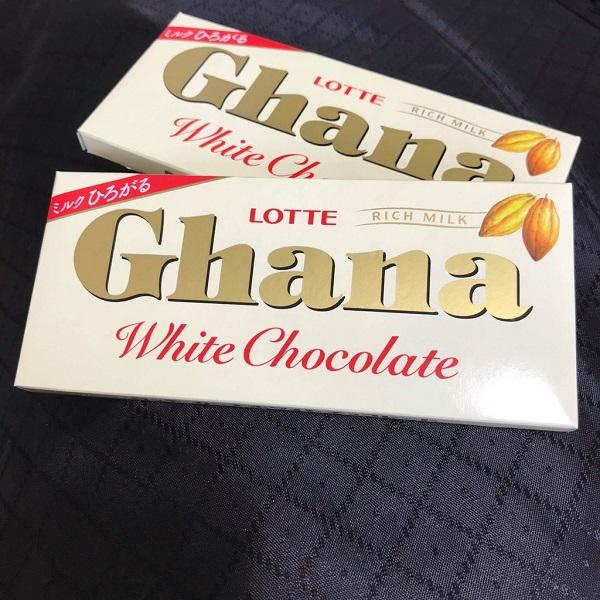 ミルク ひろがる
LOTTE
RICH MILK
Ghana
White Choc
ミルク ひろがる
LOTTE
RICH MILK
Ghana
White Chocolate